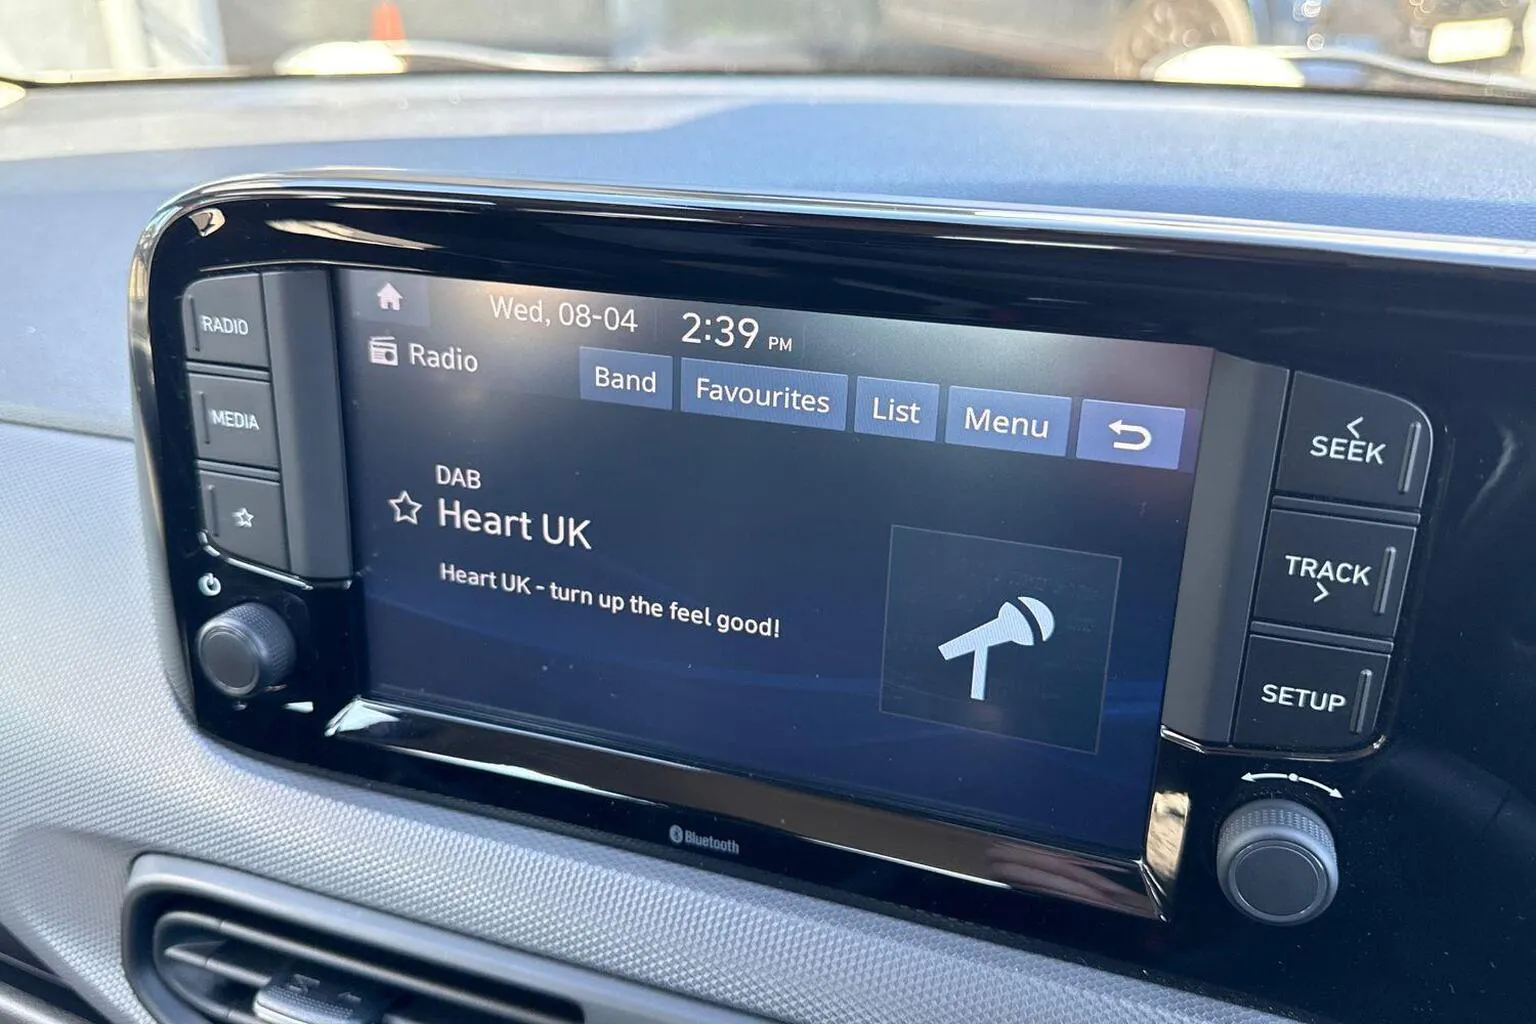 RADIO
MEDIA
Wed, 08-04 2:39 PM
Radio
Band Favourites List Menu
DAB
Heart UK
Heart UK - turn up the feel good!
SEEK
TRACK
SETUP
Bluetooth